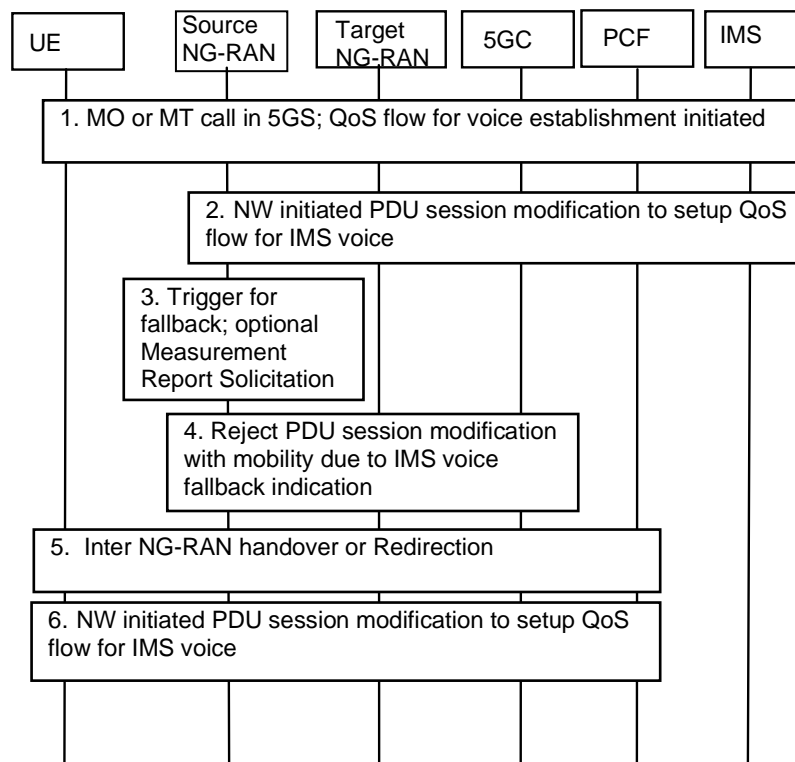 UE
Source
NG-RAN
Target
NG-RAN
5GC
PCF
IMS
1. MO or MT call in 5GS; QoS flow for voice establishment initiated
2. NW initiated PDU session modification to setup QoS
flow for IMS voice
3. Trigger for
fallback; optional
Measurement
Report Solicitation
4. Reject PDU session modification
with mobility due to IMS voice
fallback indication
5. Inter NG-RAN handover or Redirection
6. NW initiated PDU session modification to setup QoS
flow for IMS voice